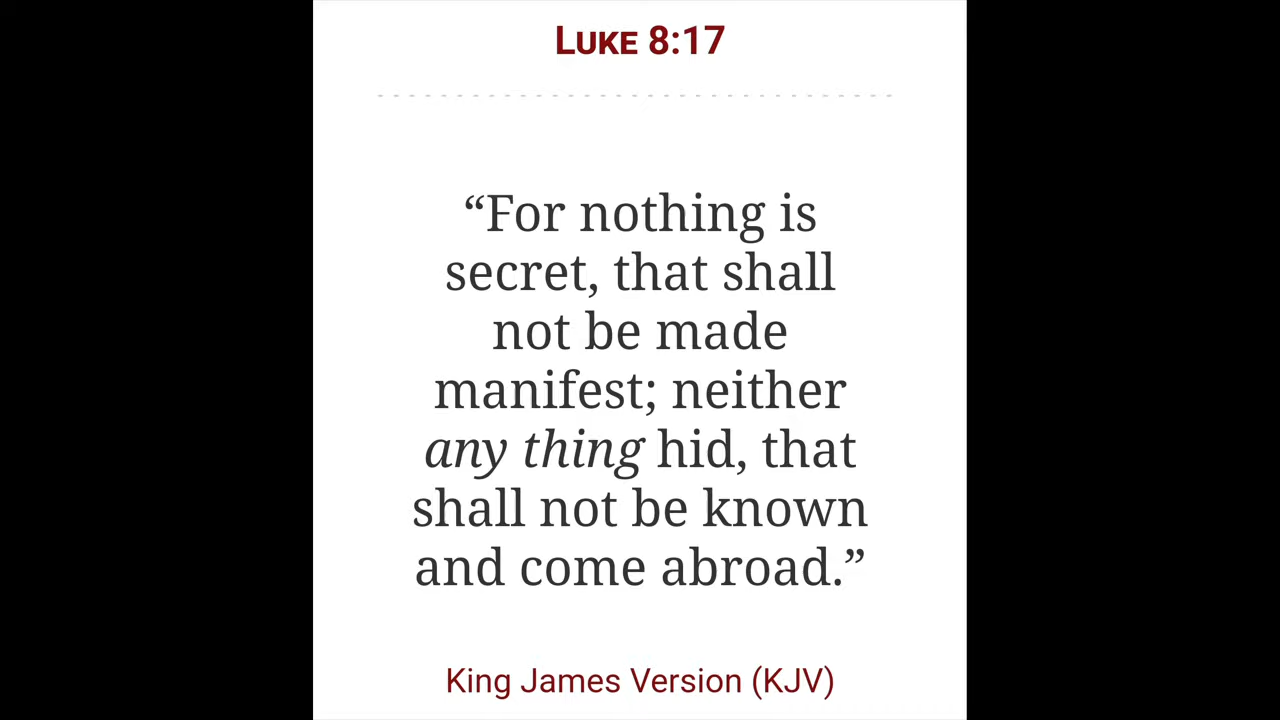 Luke 8:17
“For nothing is
secret, that shall
not be made
manifest; neither
any thing hid, that
shall not be known
and come abroad.”
King James Version (KJV)